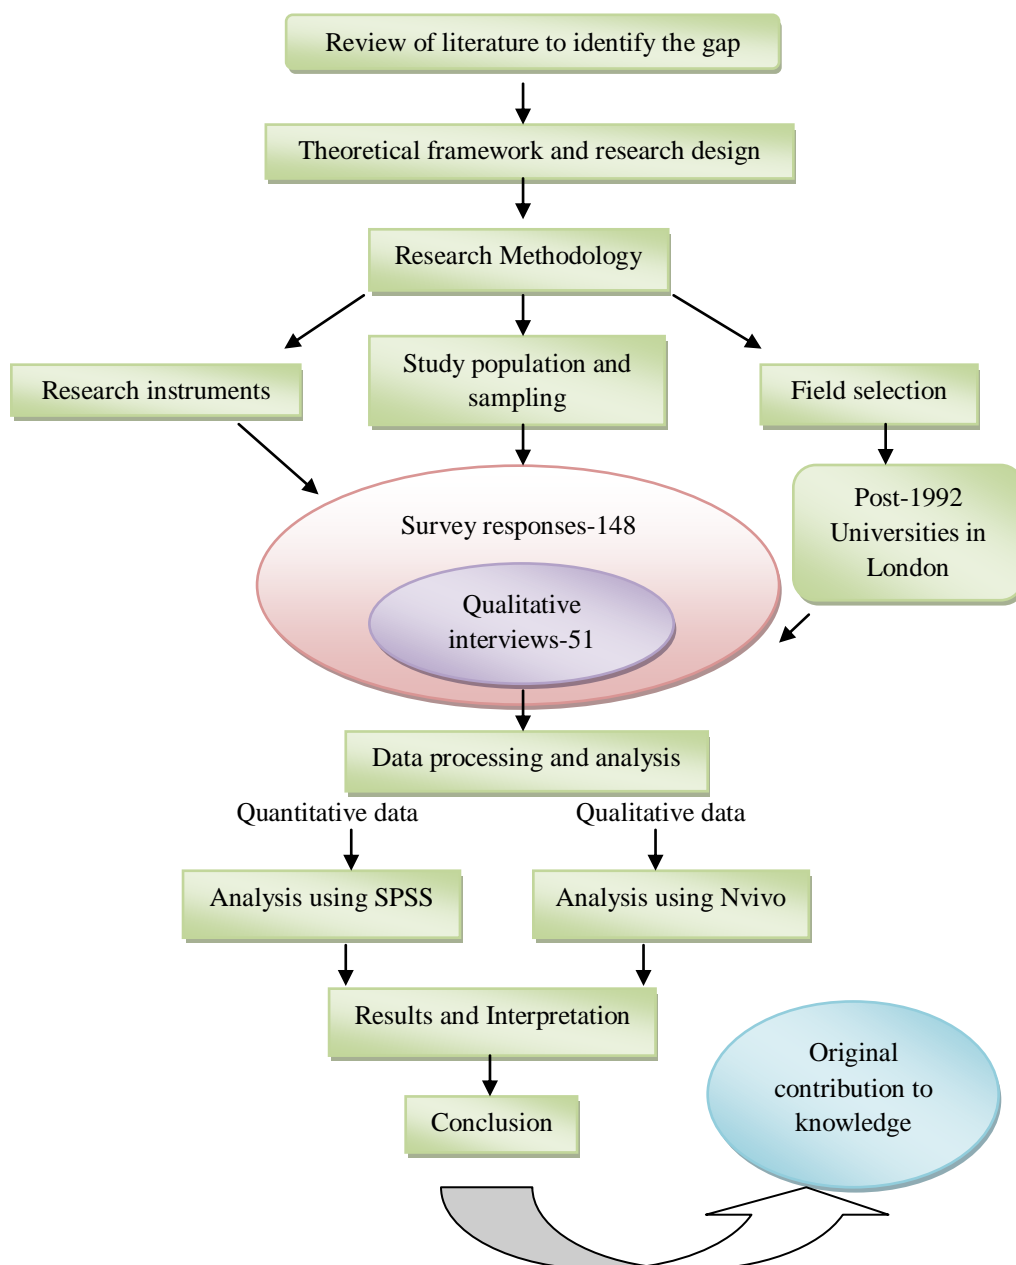 Review of literature to identify the gap
Theoretical framework and research design
Research Methodology
Research instruments
Study population and
sampling
Field selection
Survey responses-148
Qualitative
interviews-51
Post-1992
Universities in
London
Data processing and analysis
Quantitative data
Qualitative data
Analysis using SPSS
Analysis using Nvivo
Results and Interpretation
Conclusion
Original
contribution to
knowledge